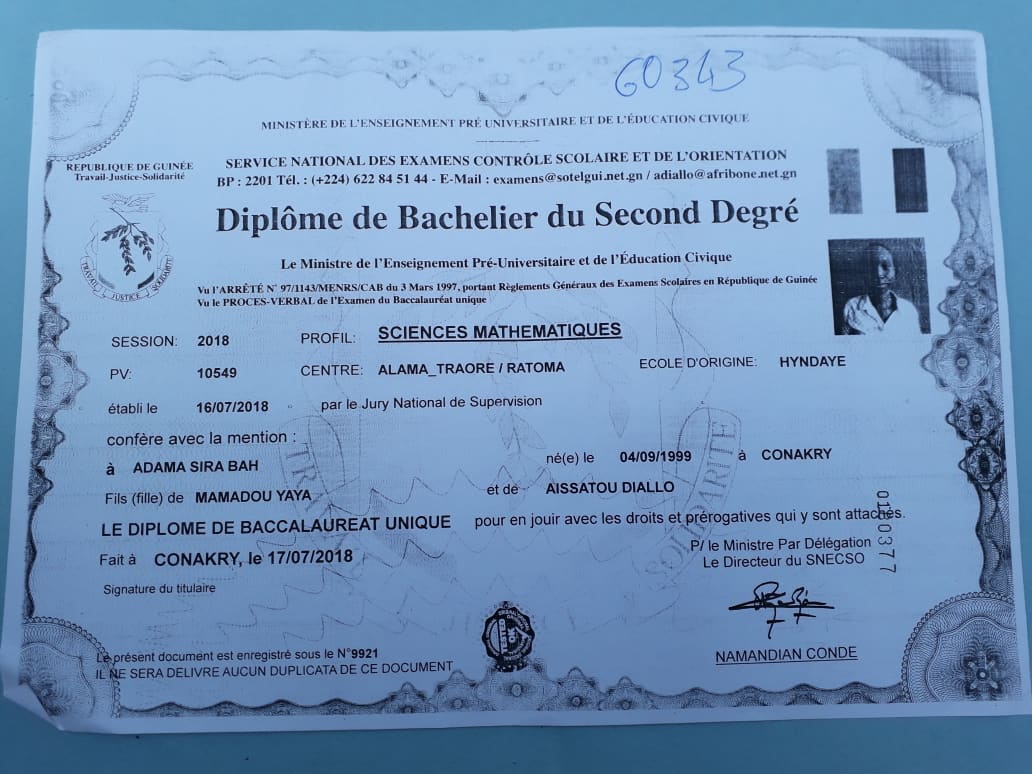 60343
MINISTÈRE DE L'ENSEIGNEMENT PRÉ UNIVERSITAIRE ET DE L'ÉDUCATION CIVIQUE
REPUBLIQUE DE GUINÉE
Travail-Justice-Solidarité
SERVICE NATIONAL DES EXAMENS CONTRÔLE SCOLAIRE ET DE L'ORIENTATION
BP : 2201 Tél. : (+224) 622 84 51 44 - E-Mail : examens@sotelgui.net.gn / adiallo@afribone.net.gn
Diplôme de Bachelier du Second Degré
Le Ministre de l'Enseignement Pré-Universitaire et de l'Éducation Civique
Vu l'ARRÊTÉ N° 97/1143/MENRS/CAB du 3 Mars 1997, portant Règlements Généraux des Examens Scolaires en République de Guinée
Vu le PROCES-VERBAL de l'Examen du Baccalauréat unique
TRAVAIL JUSTICE SOLIDARITÉ
SESSION: 2018 PROFIL: SCIENCES MATHEMATIQUES
PV: 10549 CENTRE: ALAMA_TRAORE / RATOMA ECOLE D'ORIGINE: HYNDAYE
établi le 16/07/2018 par le Jury National de Supervision
confère avec la mention :
à ADAMA SIRA BAH né(e) le 04/09/1999 à CONAKRY
Fils (fille) de MAMADOU YAYA et de AISSATOU DIALLO
LE DIPLOME DE BACCALAUREAT UNIQUE pour en jouir avec les droits et prérogatives qui y sont attachés.
Fait à CONAKRY, le 17/07/2018
P/ le Ministre Par Délégation
Le Directeur du SNECSO
Signature du titulaire
NAMANDIAN CONDE
Le présent document est enregistré sous le N°9921
IL NE SERA DELIVRE AUCUN DUPLICATA DE CE DOCUMENT
SOLIDARITE